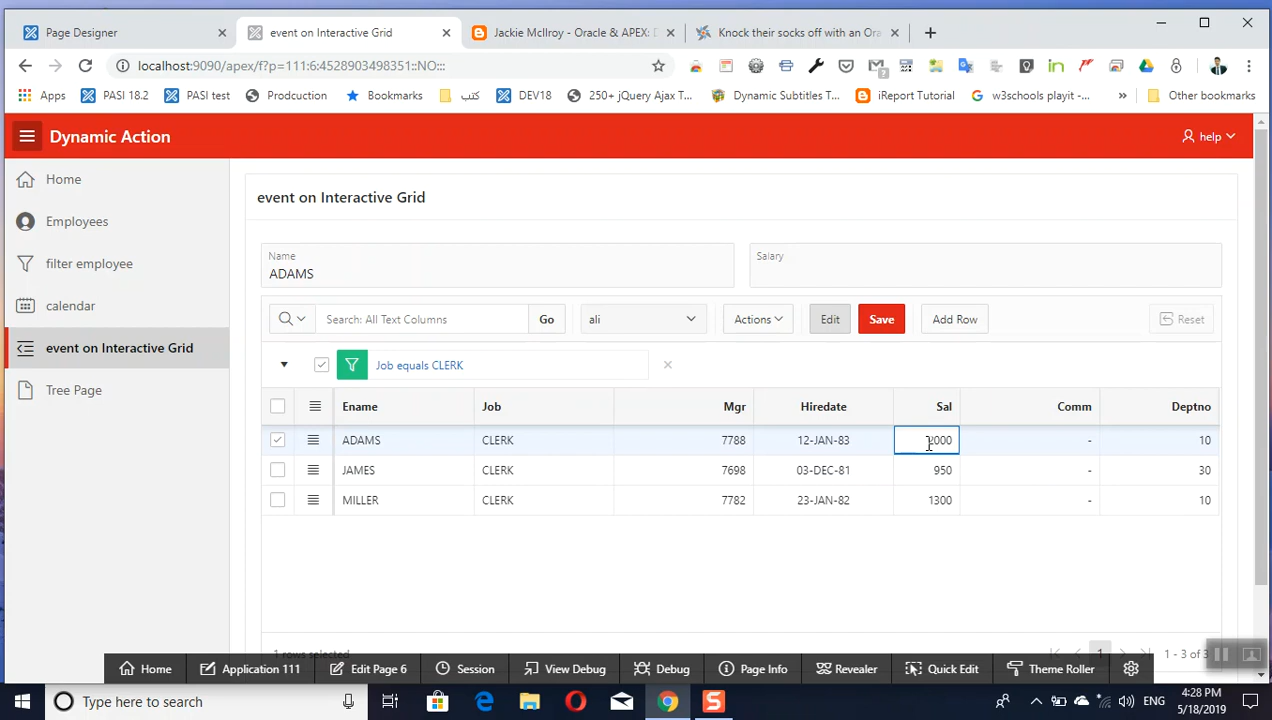 Page Designer
event on Interactive Grid
Jackie McIlroy - Oracle & APEX: D
Knock their socks off with an Ora
localhost:9090/apex/f?p=111:6:4528903498351::NO:::
Apps
PASI 18.2
PASI test
Prodcuction
Bookmarks
كتب
DEV18
250+ jQuery Ajax T...
Dynamic Subtitles T...
iReport Tutorial
w3schools playit -...
»
Other bookmarks
Dynamic Action
help
Home
Employees
filter employee
calendar
event on Interactive Grid
Tree Page
event on Interactive Grid
Name
ADAMS
Salary
Search: All Text Columns
Go
ali
Actions
Edit
Save
Add Row
Reset
Job equals CLERK
Ename Job Mgr Hiredate Sal Comm Deptno
ADAMS CLERK 7788 12-JAN-83 2000 - 10
JAMES CLERK 7698 03-DEC-81 950 - 30
MILLER CLERK 7782 23-JAN-82 1300 - 10
1 rows selected
1
1 - 3 of 3
Home
Application 111
Edit Page 6
Session
View Debug
Debug
Page Info
Revealer
Quick Edit
Theme Roller
Type here to search
ENG
4:28 PM
5/18/2019